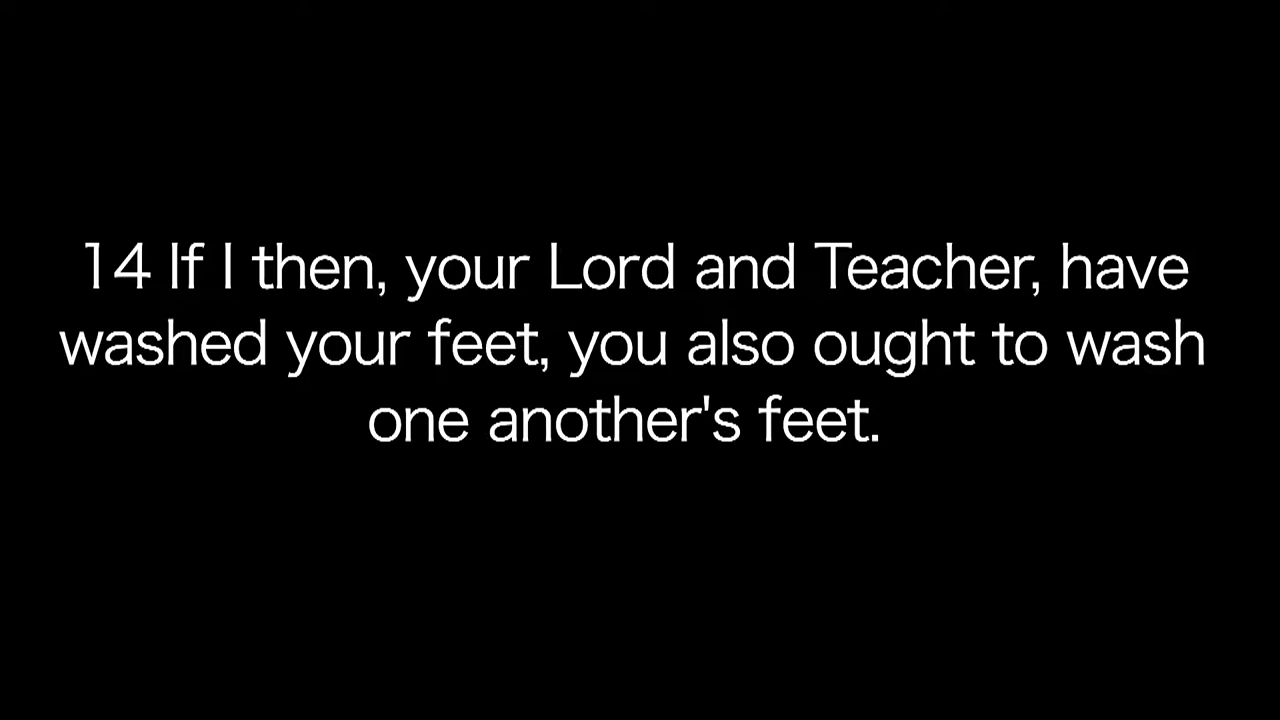 14 If I then, your Lord and Teacher, have
washed your feet, you also ought to wash
one another's feet.